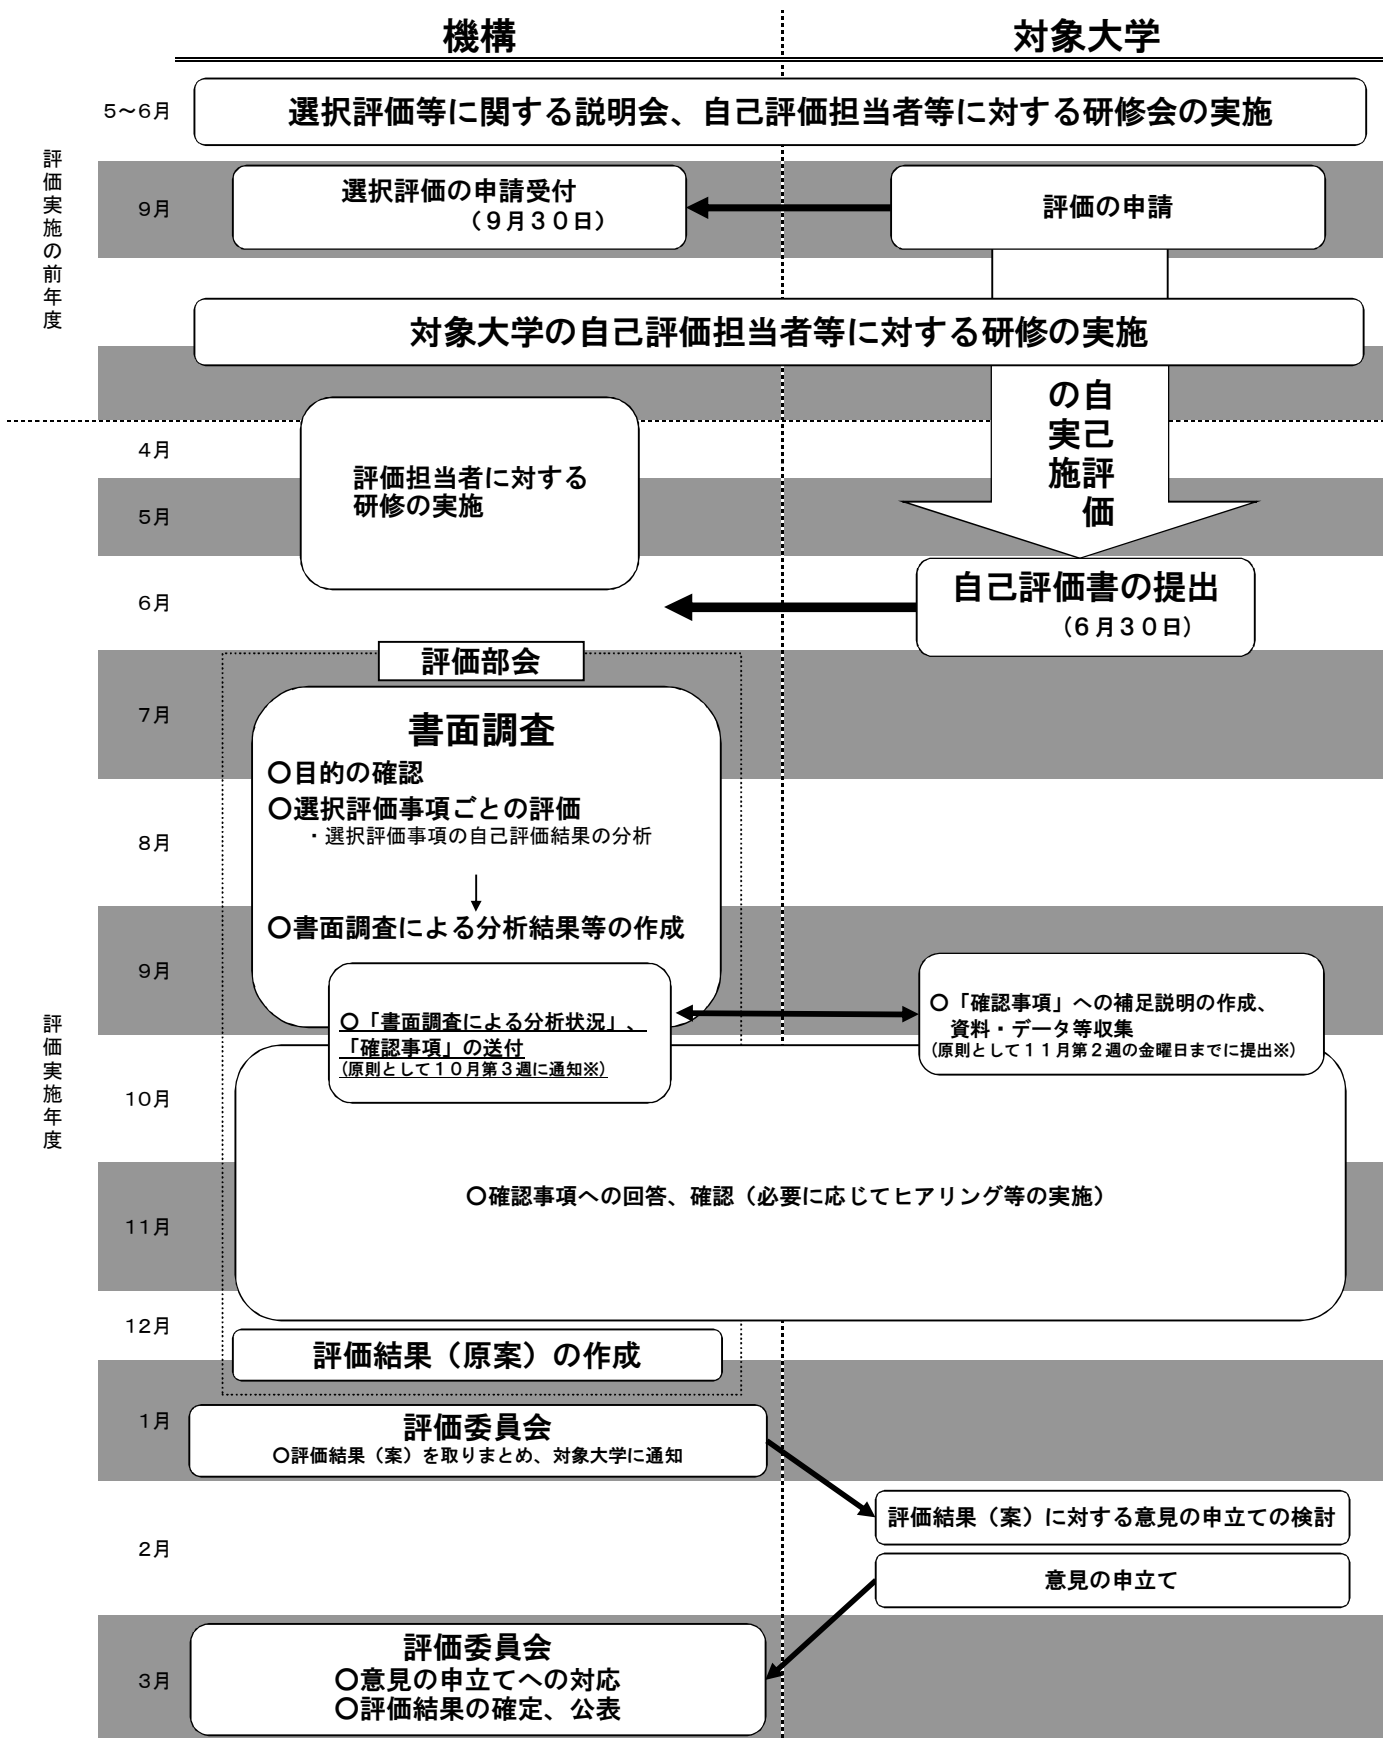 機構
対象大学
評価実施の前年度
５～６月
選択評価等に関する説明会、自己評価担当者等に対する研修会の実施
９月
選択評価の申請受付
（９月３０日）
評価の申請
対象大学の自己評価担当者等に対する研修の実施
自己評価
の実施
評価実施年度
４月
評価担当者に対する
研修の実施
５月
６月
自己評価書の提出
（６月３０日）
評価部会
７月
書面調査
〇目的の確認
〇選択評価事項ごとの評価
・選択評価事項の自己評価結果の分析
８月
〇書面調査による分析結果等の作成
９月
〇「書面調査による分析状況」、
「確認事項」の送付
(原則として１０月第３週に通知※)
〇「確認事項」への補足説明の作成、
資料・データ等収集
(原則として１１月第２週の金曜日までに提出※)
１０月
〇確認事項への回答、確認（必要に応じてヒアリング等の実施）
１１月
１２月
評価結果（原案）の作成
１月
評価委員会
〇評価結果（案）を取りまとめ、対象大学に通知
評価結果（案）に対する意見の申立ての検討
２月
意見の申立て
３月
評価委員会
〇意見の申立てへの対応
〇評価結果の確定、公表